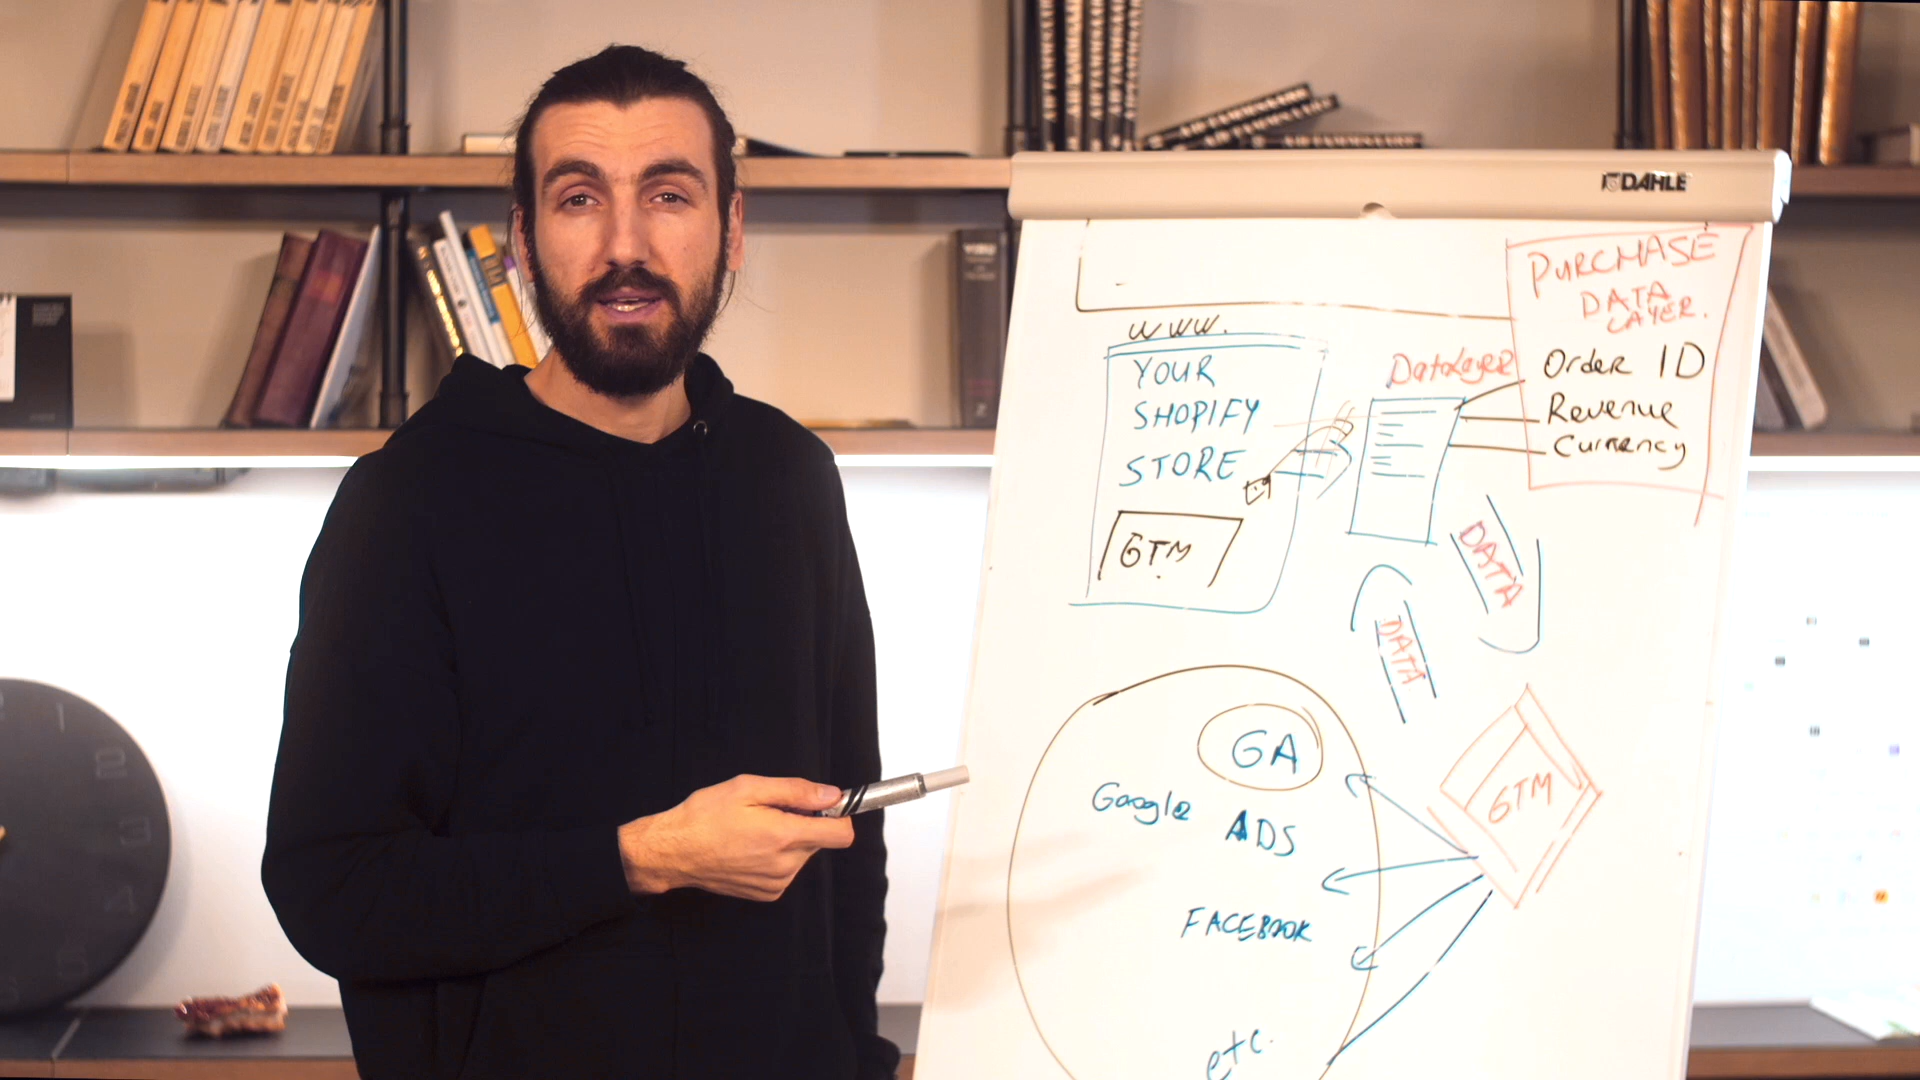 DAHLE
PURCHASE
DATA
LAYER.
www.
YOUR
SHOPIFY
STORE
GTM
DataLayer
Order ID
Revenue
Currency
DATA
DATA
GTM
GA
Google ADS
FACEBOOK
etc.